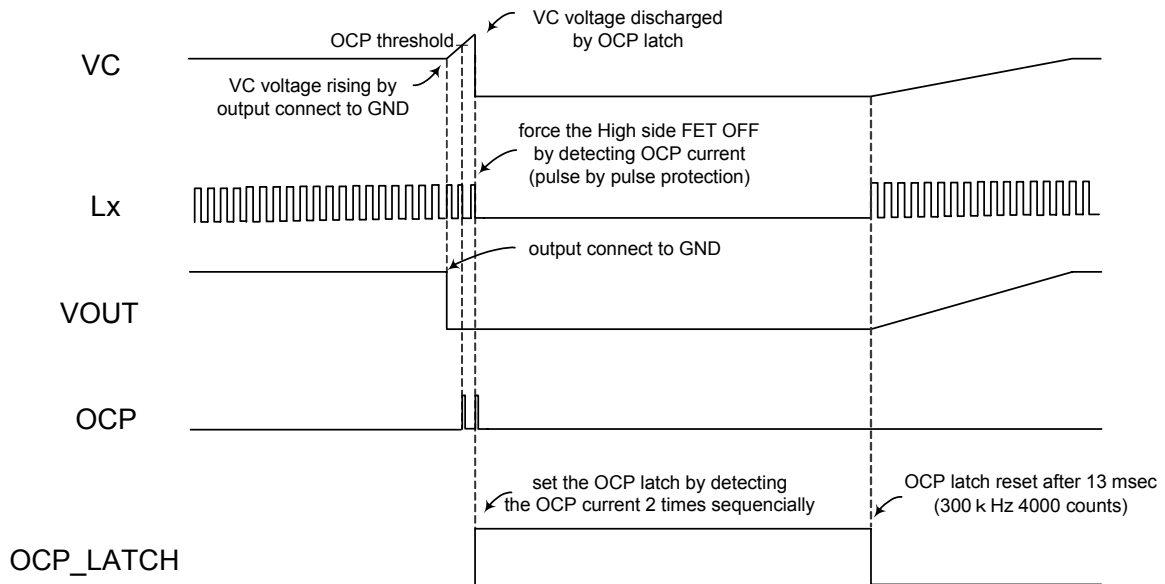 VC voltage discharged
by OCP latch
OCP threshold
VC
VC voltage rising by
output connect to GND
force the High side FET OFF
by detecting OCP current
(pulse by pulse protection)
Lx
output connect to GND
VOUT
OCP
set the OCP latch by detecting
the OCP current 2 times sequencially
OCP latch reset after 13 msec
(300 k Hz 4000 counts)
OCP_LATCH